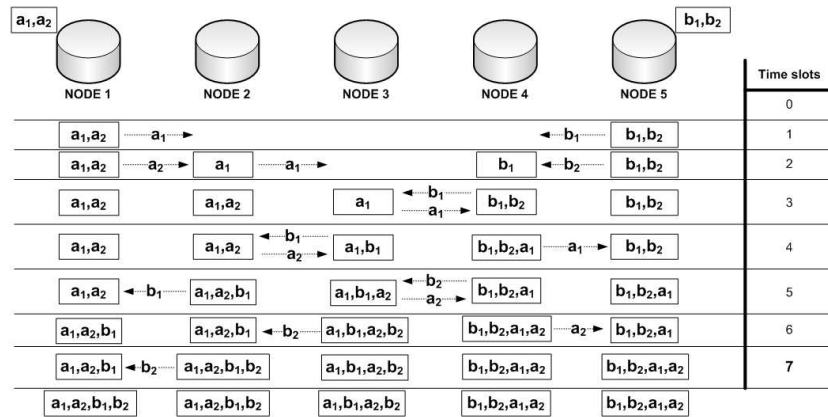 a1,a2 b1,b2
NODE 1 NODE 2 NODE 3 NODE 4 NODE 5 Time slots
0
a1,a2 a1 b1 b1,b2 1
a1,a2 a2 a1 a1 b1 b2 b1,b2 2
a1,a2 a1,a2 a1 b1 a1 b1,b2 b1,b2 3
a1,a2 a1,a2 b1 a2 a1,b1 b1,b2,a1 a1 b1,b2 4
a1,a2 b1 a1,a2,b1 a1,b1,a2 b2 a2 b1,b2,a1 b1,b2,a1 5
a1,a2,b1 a1,a2,b1 b2 a1,b1,a2,b2 b1,b2,a1,a2 a2 b1,b2,a1 6
a1,a2,b1 b2 a1,a2,b1,b2 a1,b1,a2,b2 b1,b2,a1,a2 b1,b2,a1,a2 7
a1,a2,b1,b2 a1,a2,b1,b2 a1,b1,a2,b2 b1,b2,a1,a2 b1,b2,a1,a2